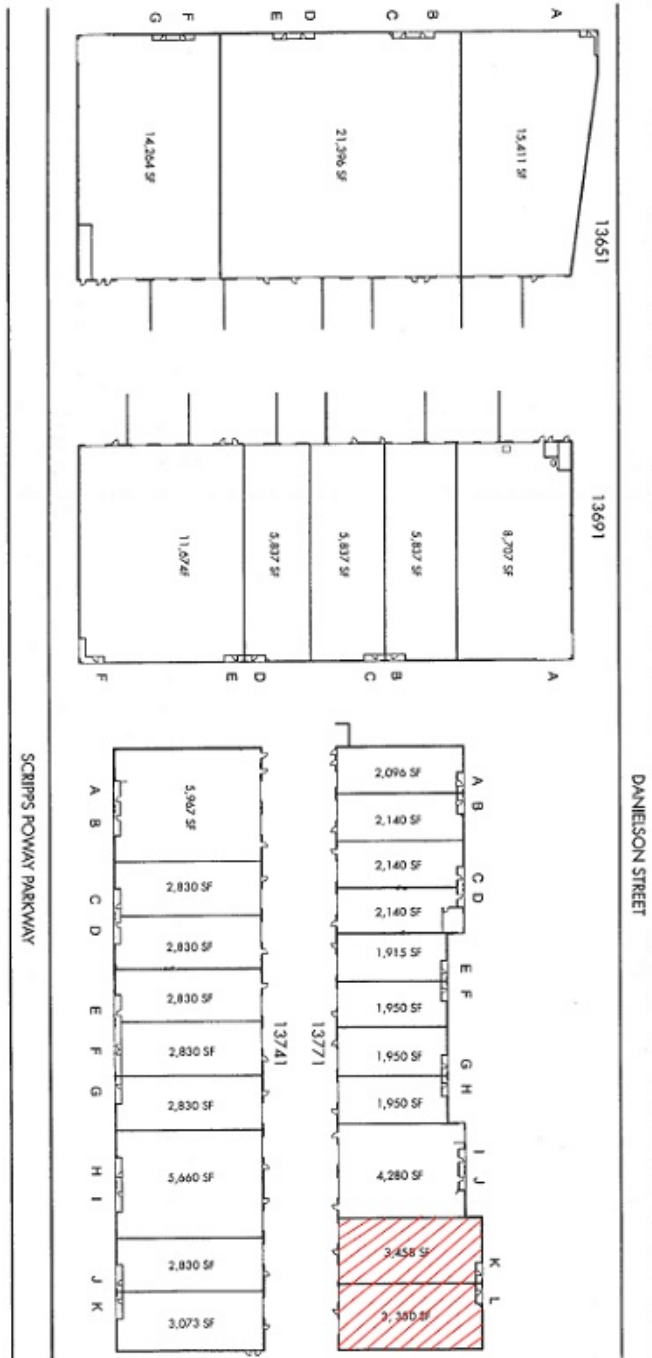 DANIELSON STREET
13651
A
B
C
D
E
F
G
15,411 SF
21,396 SF
14,264 SF
13691
8,707 SF
5,837 SF
5,837 SF
5,837 SF
11,674F
A
B
C
D
E
F
13771
A
B
C
D
E
F
G
H
I
J
K
L
2,096 SF
2,140 SF
2,140 SF
2,140 SF
1,915 SF
1,950 SF
1,950 SF
1,950 SF
4,280 SF
3,458 SF
3,350 SF
13741
5,967 SF
2,830 SF
2,830 SF
2,830 SF
2,830 SF
2,830 SF
5,660 SF
2,830 SF
3,073 SF
A
B
C
D
E
F
G
H
I
J
K
SCRIPPS POWAY PARKWAY